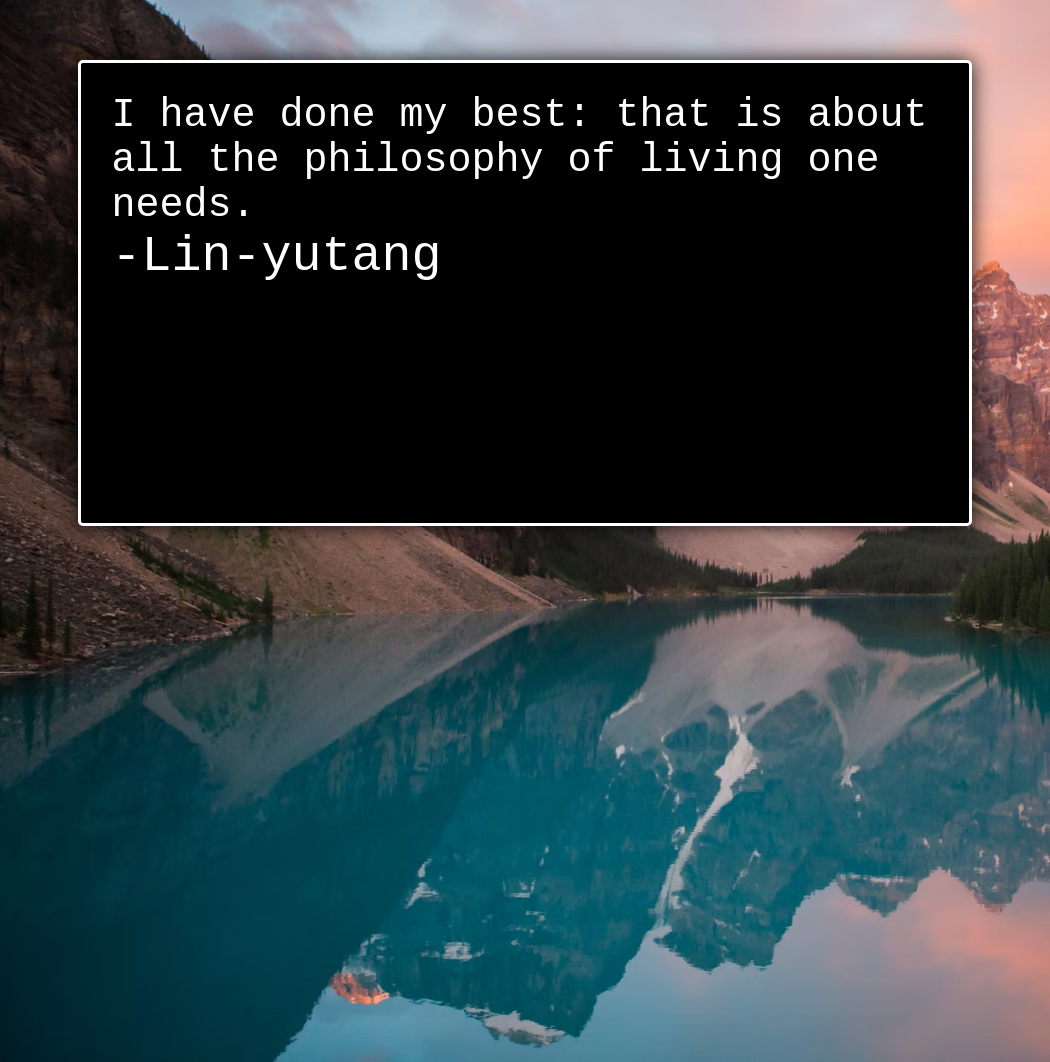 I have done my best: that is about
all the philosophy of living one
needs.
-Lin-yutang